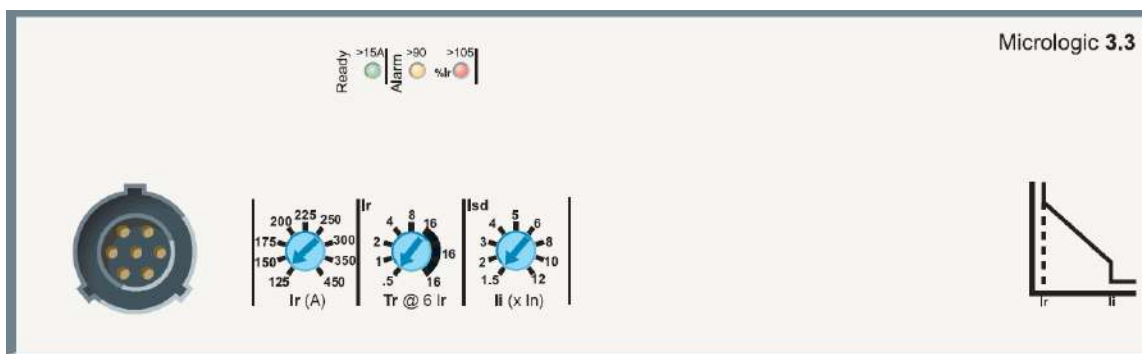 Micrologic 3.3
Ready >15A Alarm >90 >105
%Ir
Ir Isd
200 225 250 4 8 16 4 5 6
175 300 2 3 8
150 350 1 16 2 10
125 450 .5 16 1.5 12
Ir (A) Tr @ 6 Ir Ii (x In)
Ir Ii